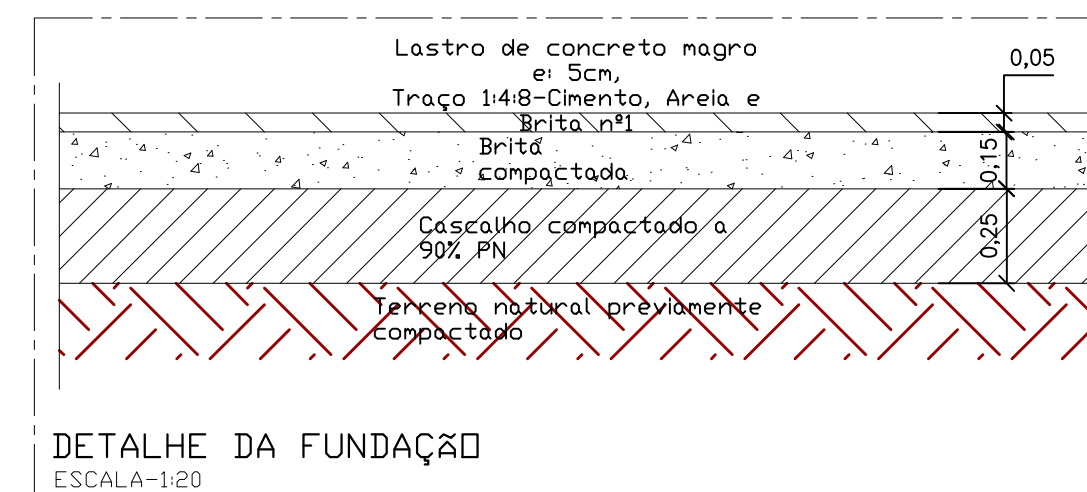 Lastro de concreto magro
e: 5cm,
Traço 1:4:8-Cimento, Areia e
Brita nº1
0,05
Brita
compactada
0,15
Cascalho compactado a
90% PN
0,25
Terreno natural previamente
compactado
DETALHE DA FUNDAÇÃ□
ESCALA-1:20